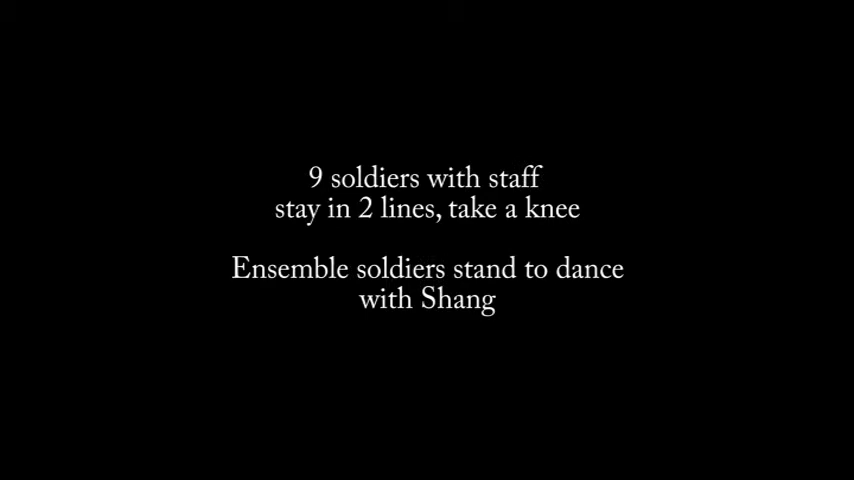 9 soldiers with staff
stay in 2 lines, take a knee
Ensemble soldiers stand to dance
with Shang